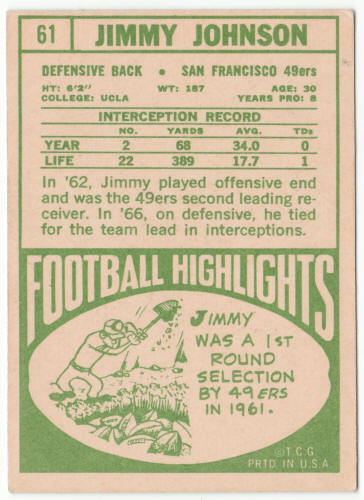 61 JIMMY JOHNSON
DEFENSIVE BACK • SAN FRANCISCO 49ers
HT: 6'2" WT: 187 AGE: 30
COLLEGE: UCLA YEARS PRO: 8
INTERCEPTION RECORD
NO. YARDS AVG. TDs
YEAR 2 68 34.0 0
LIFE 22 389 17.7 1
In '62, Jimmy played offensive end
and was the 49ers second leading re-
ceiver. In '66, on defensive, he tied
for the team lead in interceptions.
FOOTBALL HIGHLIGHTS
JIMMY
WAS A 1ST
ROUND
SELECTION
BY 49ERS
IN 1961.
©T.C.G
PRTD IN U.S.A.